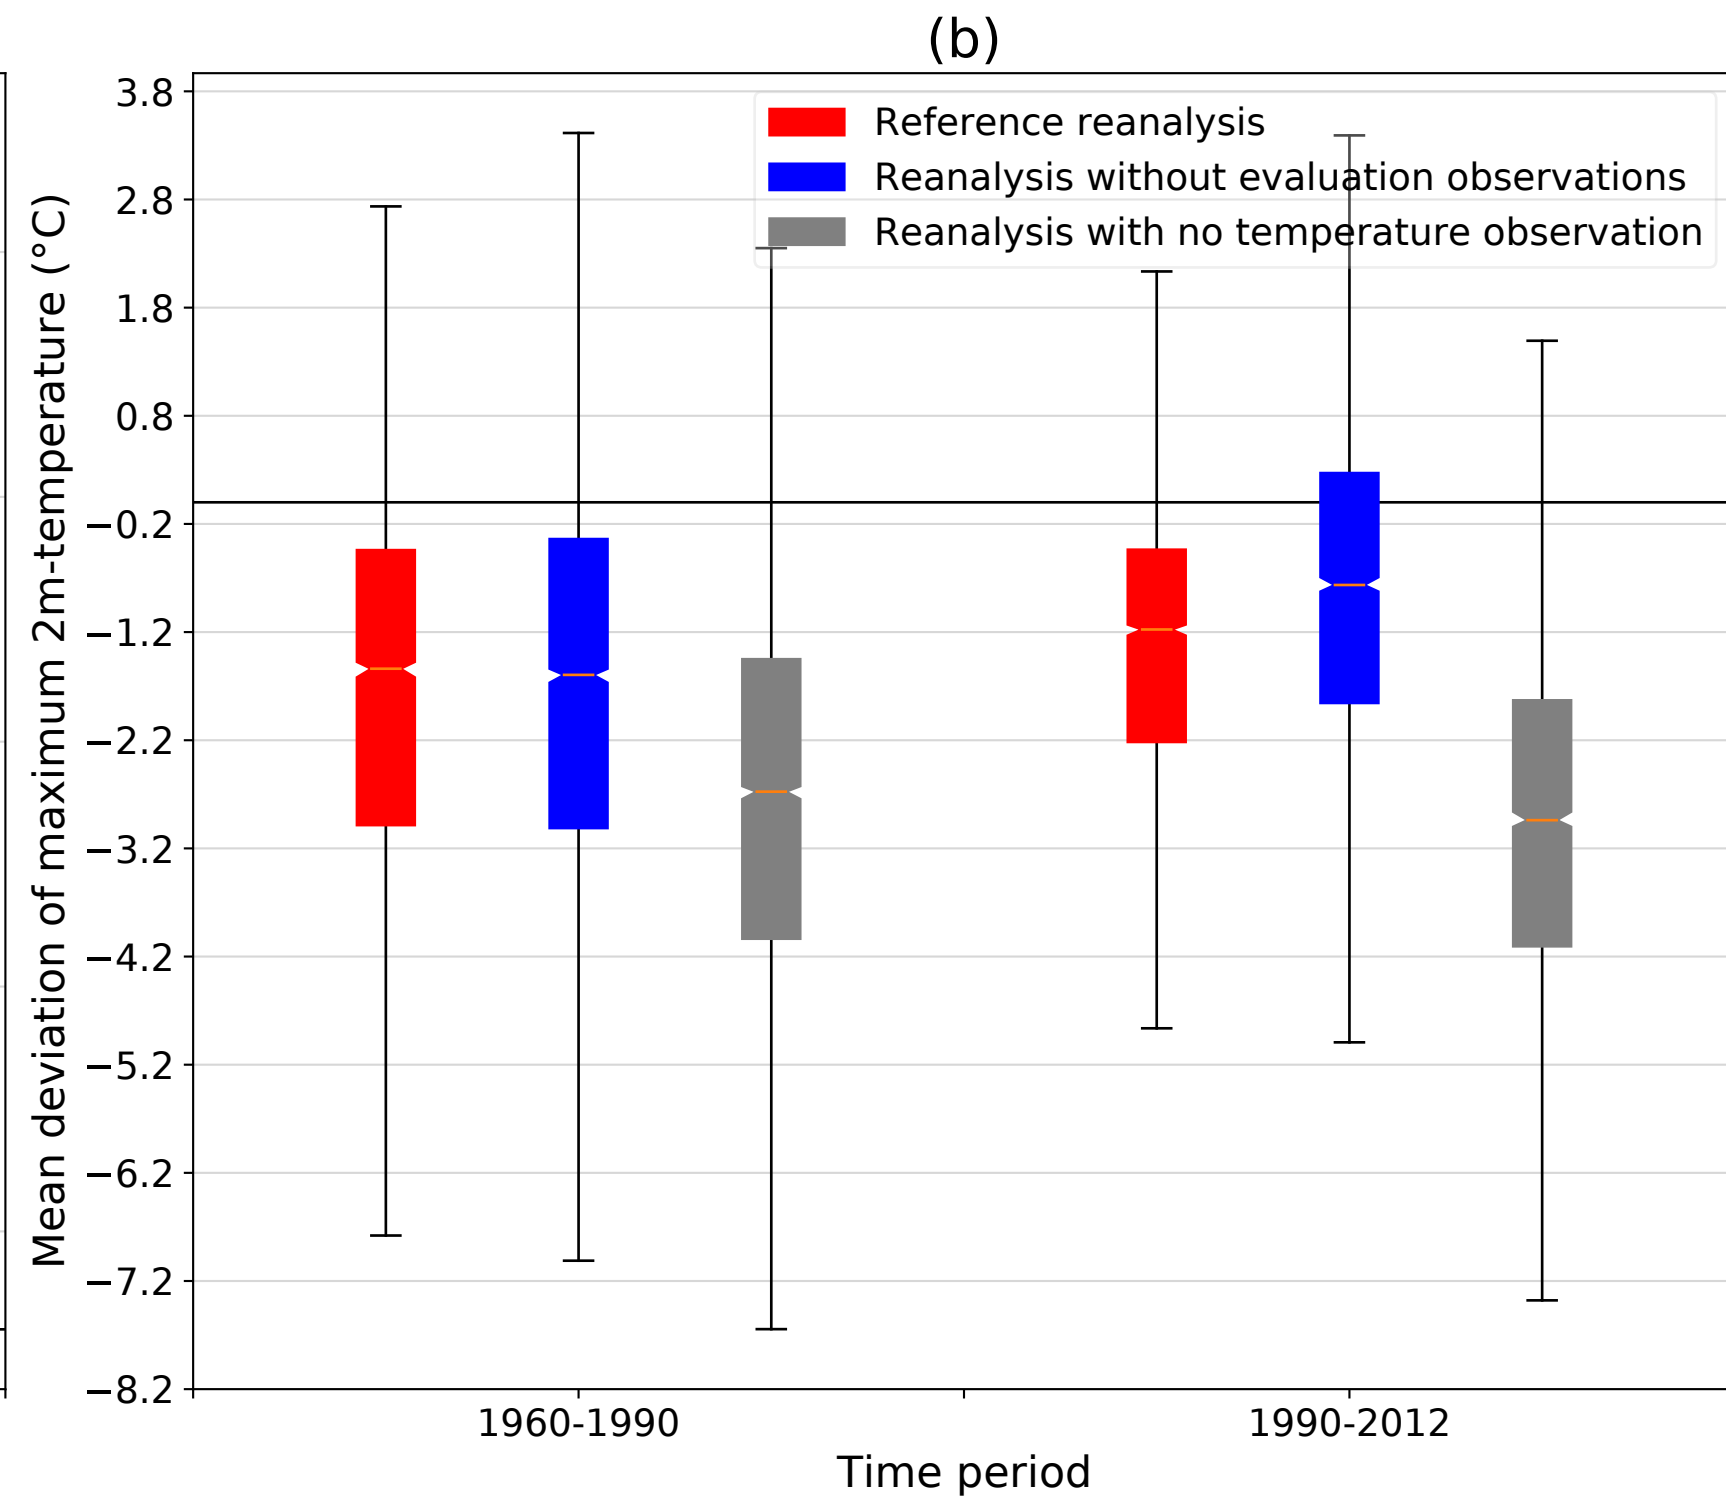 (b)
Mean deviation of maximum 2m-temperature (°C)
3.8
2.8
1.8
0.8
−0.2
−1.2
−2.2
−3.2
−4.2
−5.2
−6.2
−7.2
−8.2
Reference reanalysis
Reanalysis without evaluation observations
Reanalysis with no temperature observation
1960-1990
1990-2012
Time period